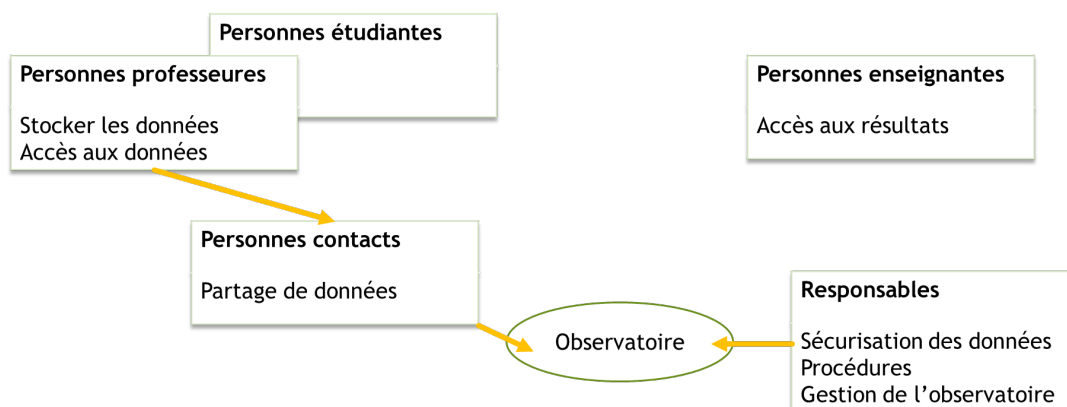 Personnes étudiantes
Personnes professeures
Stocker les données
Accès aux données
Personnes enseignantes
Accès aux résultats
Personnes contacts
Partage de données
Observatoire
Responsables
Sécurisation des données
Procédures
Gestion de l’observatoire